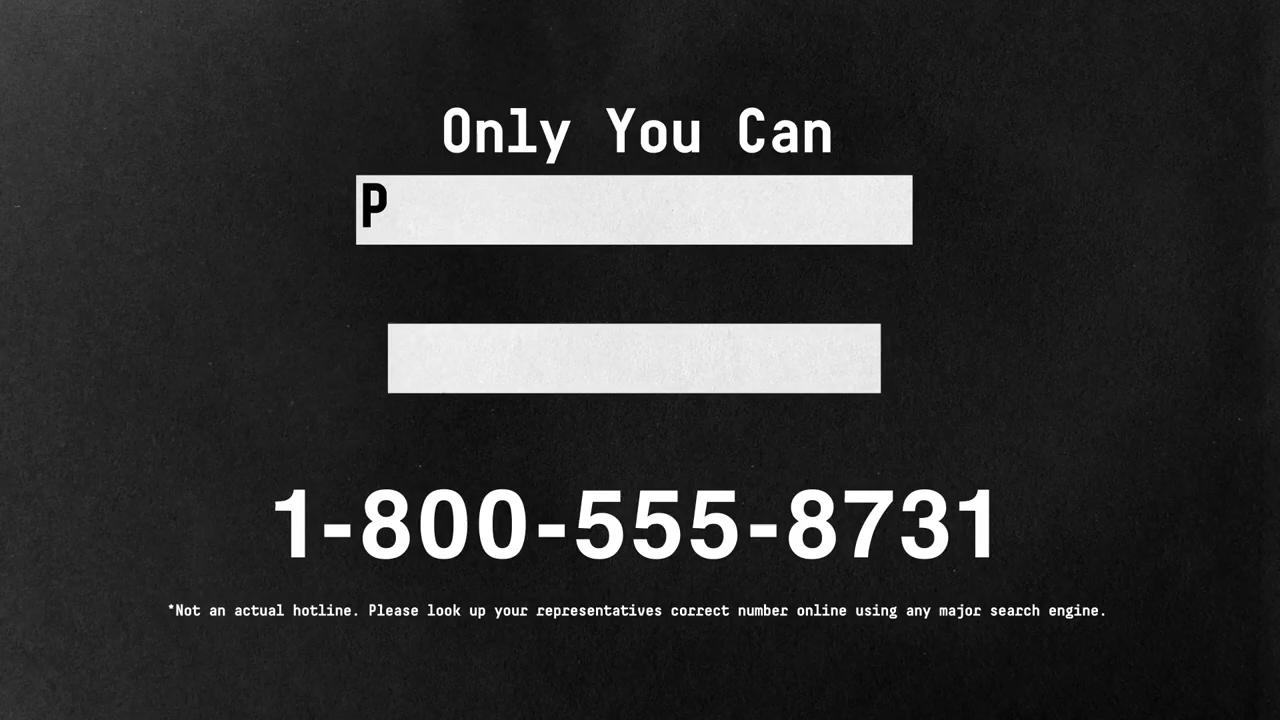 Only You Can
P
1-800-555-8731
*Not an actual hotline. Please look up your representatives correct number online using any major search engine.